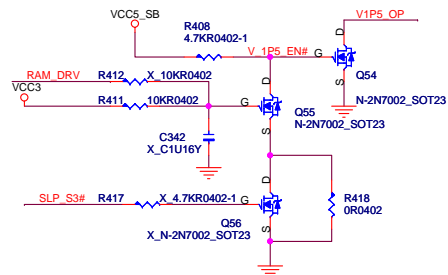 VCC5_SB
R408
4.7KR0402-1
V1P5_OP
V_1P5_EN#
G
D
S
Q54
N-2N7002_SOT23
RAM_DRV
R412
X_10KR0402
VCC3
R411
10KR0402
G
D
S
Q55
N-2N7002_SOT23
C342
X_C1U16Y
SLP_S3#
R417
X_4.7KR0402-1
G
D
S
Q56
X_N-2N7002_SOT23
R418
0R0402